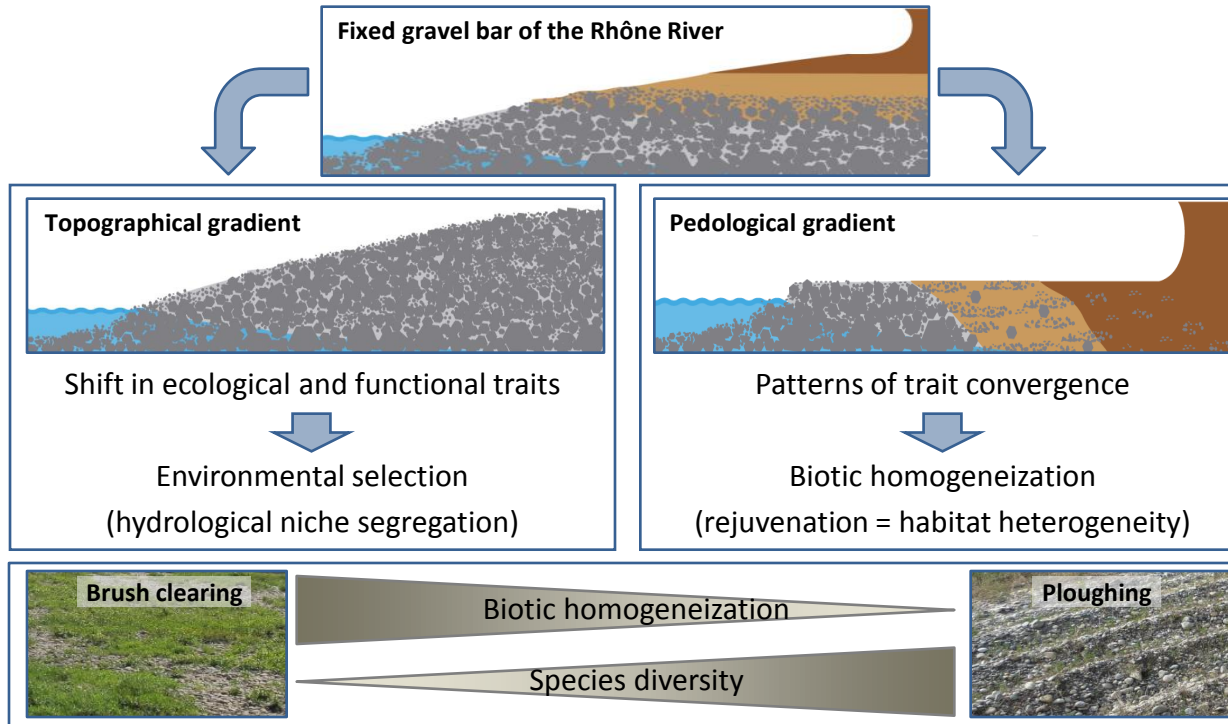 Fixed gravel bar of the Rhône River
Topographical gradient
Shift in ecological and functional traits
Environmental selection
(hydrological niche segregation)
Pedological gradient
Patterns of trait convergence
Biotic homogeneization
(rejuvenation = habitat heterogeneity)
Brush clearing
Biotic homogeneization
Species diversity
Ploughing